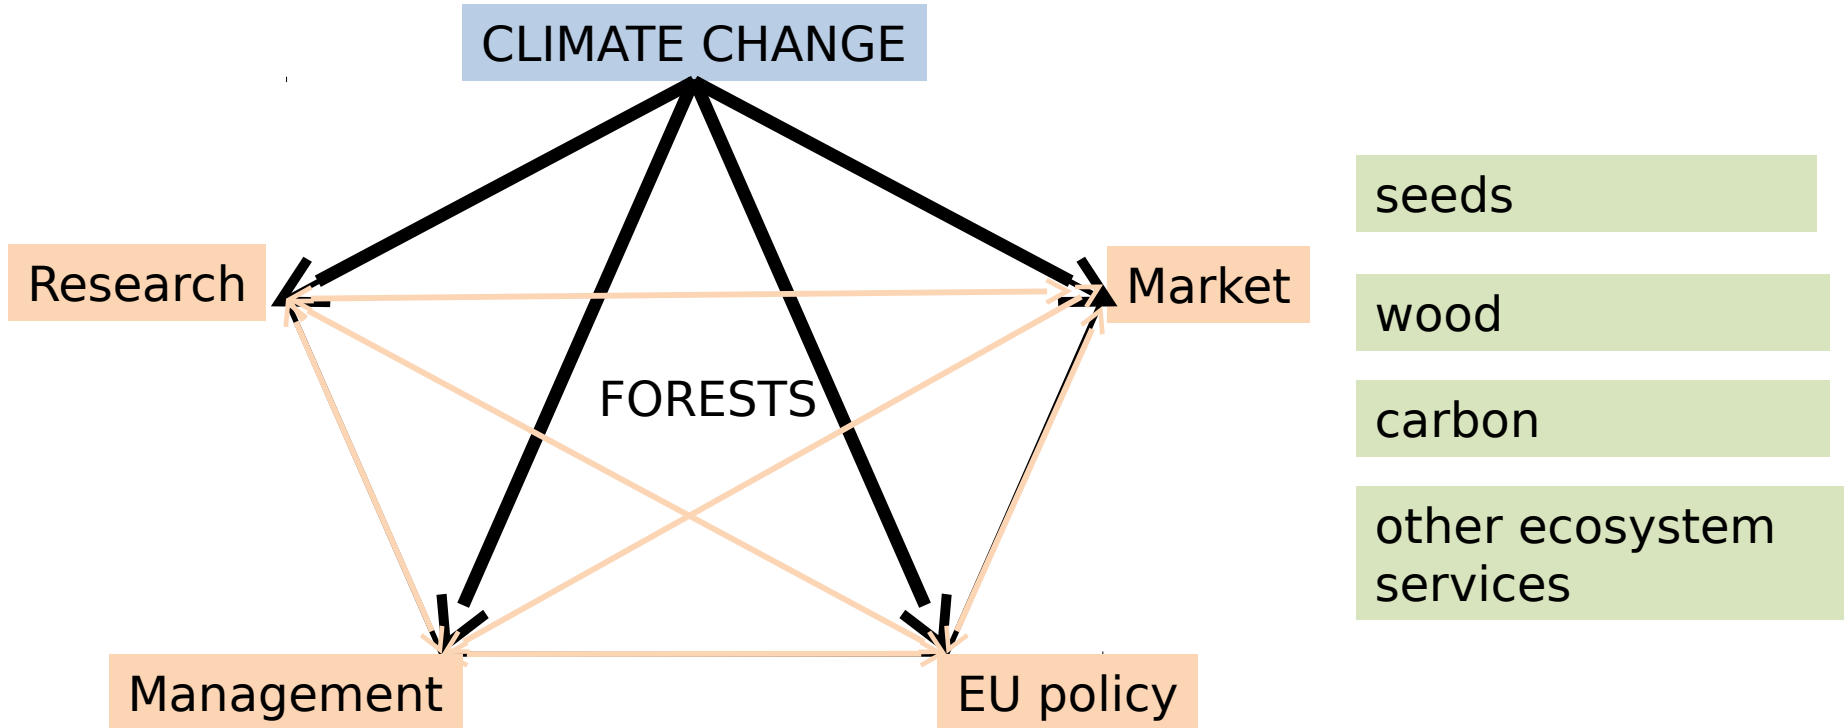 CLIMATE CHANGE
seeds
Research
Market
wood
FORESTS
carbon
other ecosystem
services
Management
EU policy